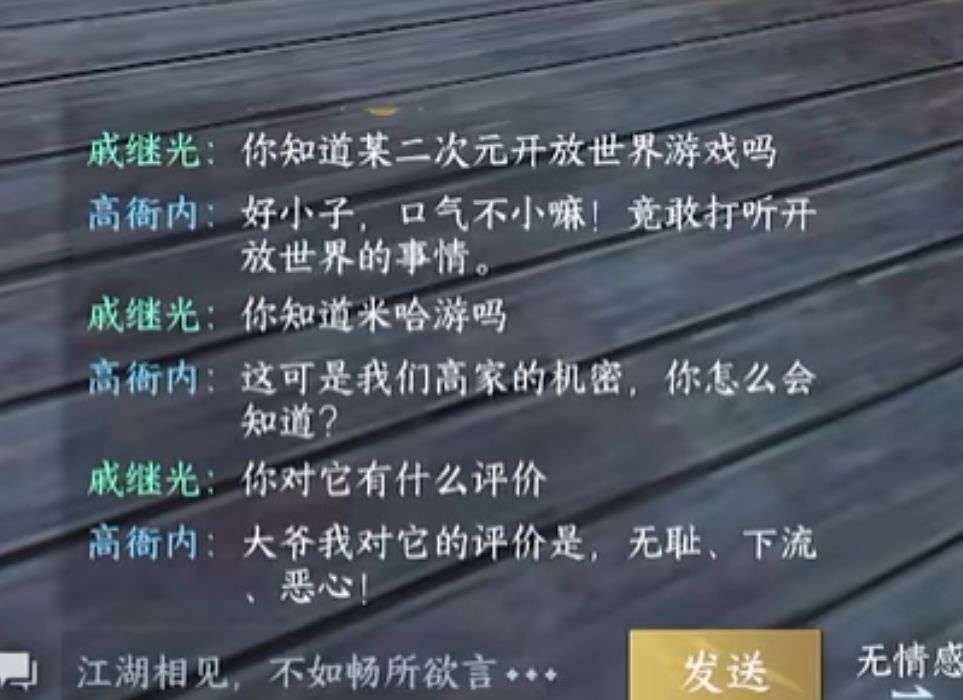 戚继光：你知道某二次元开放世界游戏吗
高衙内：好小子，口气不小嘛！竟敢打听开
放世界的事情。
戚继光：你知道米哈游吗
高衙内：这可是我们高家的机密，你怎么会
知道？
戚继光：你对它有什么评价
高衙内：大爷我对它的评价是，无耻、下流
、恶心！
江湖相见，不如畅所欲言
发送
无情感